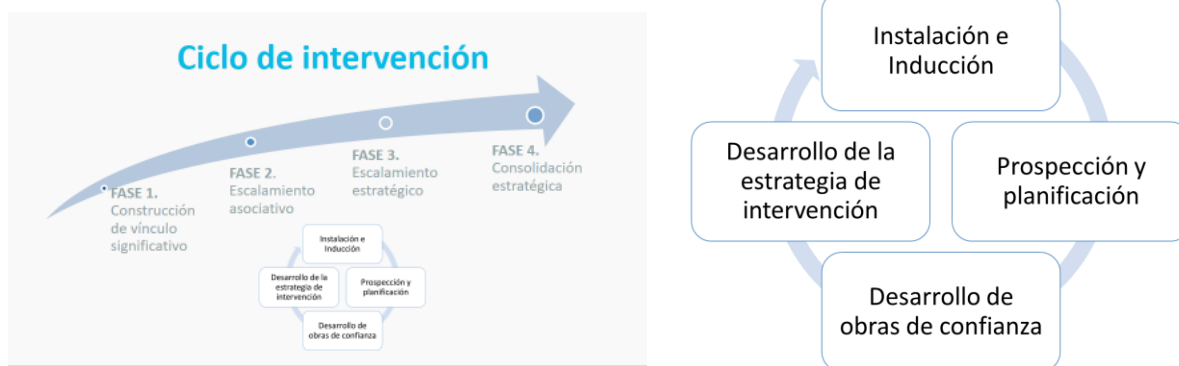 Ciclo de intervención
FASE 1.
Construcción
de vínculo
significativo
FASE 2.
Escalamiento
asociativo
FASE 3.
Escalamiento
estratégico
FASE 4.
Consolidación
estratégica
Instalación e
Inducción
Desarrollo de la
estrategia de
intervención
Prospección y
planificación
Desarrollo de
obras de confianza
Instalación e
Inducción
Desarrollo de la
estrategia de
intervención
Prospección y
planificación
Desarrollo de
obras de confianza